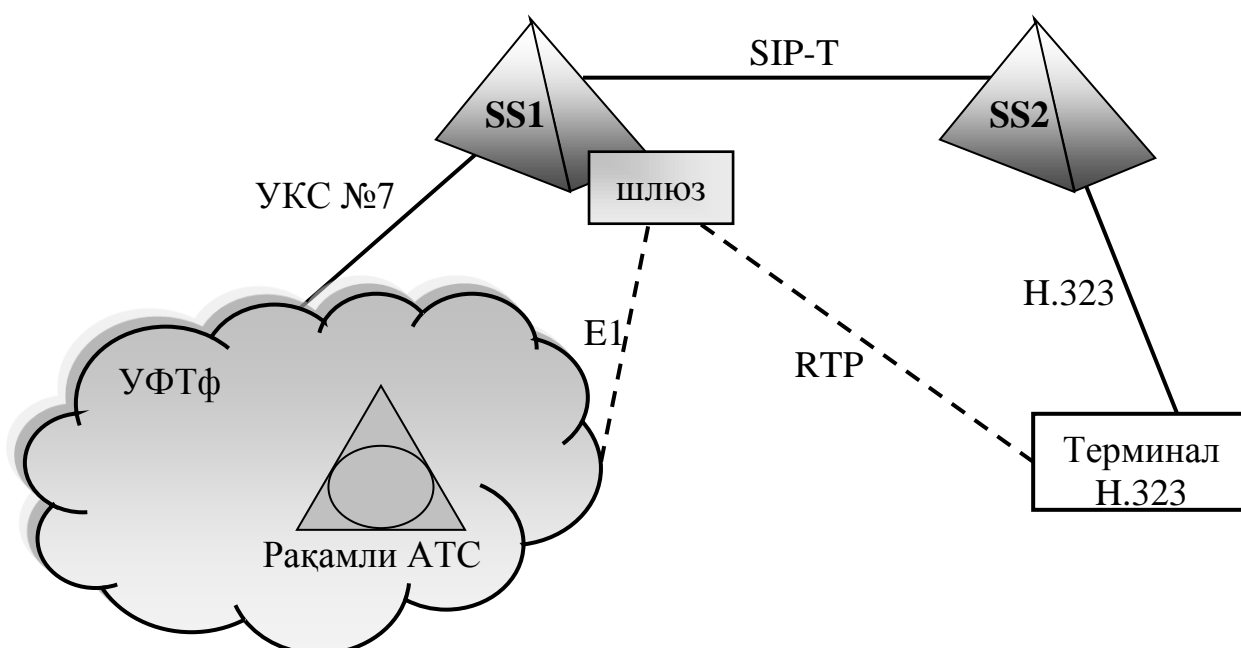 SIP-T
SS1
SS2
шлюз
УКС №7
H.323
E1
RTP
УФТф
Терминал
H.323
Рақамли АТС